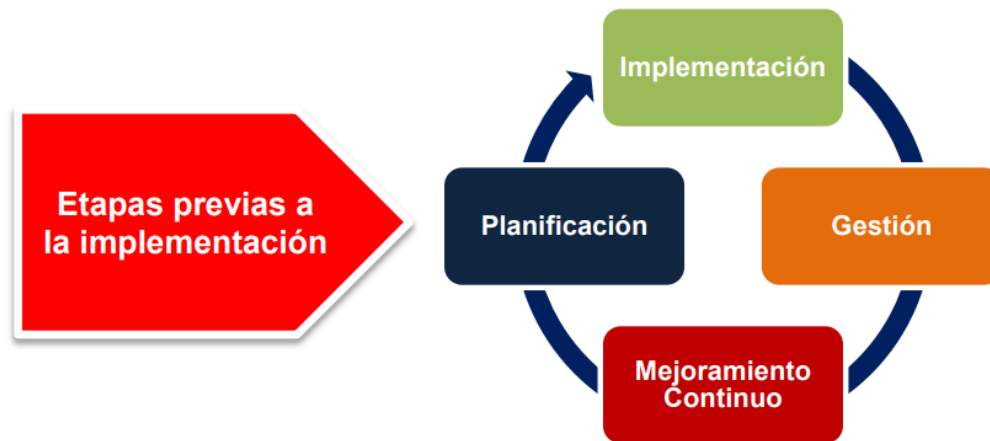 Etapas previas a
la implementación
Implementación
Planificación
Gestión
Mejoramiento
Continuo